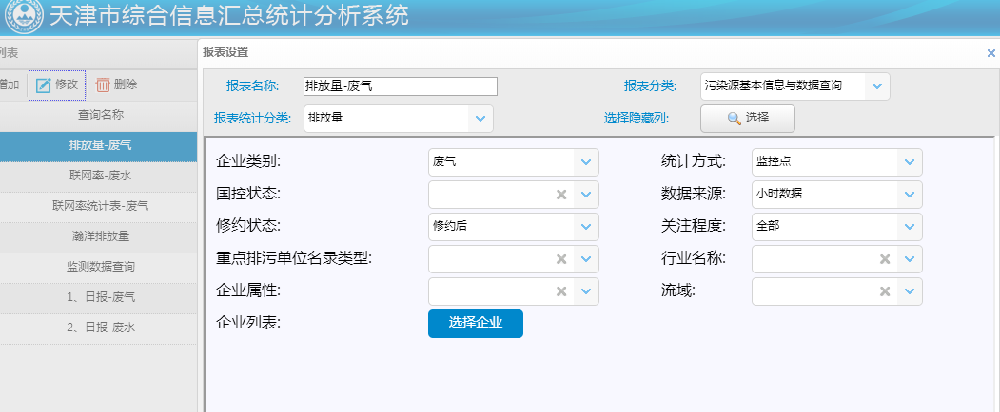 天津市综合信息汇总统计分析系统
列表
增加 修改 删除
查询名称
排放量-废气
联网率-废水
联网率统计表-废气
瀚洋排放量
监测数据查询
1、日报-废气
2、日报-废水
报表设置
报表名称: 排放量-废气 报表分类: 污染源基本信息与数据查询
报表统计分类: 排放量 选择隐藏列: 选择
企业类别: 废气 统计方式: 监控点
国控状态: 数据来源: 小时数据
修约状态: 修约后 关注程度: 全部
重点排污单位名录类型: 行业名称:
企业属性: 流域:
企业列表: 选择企业